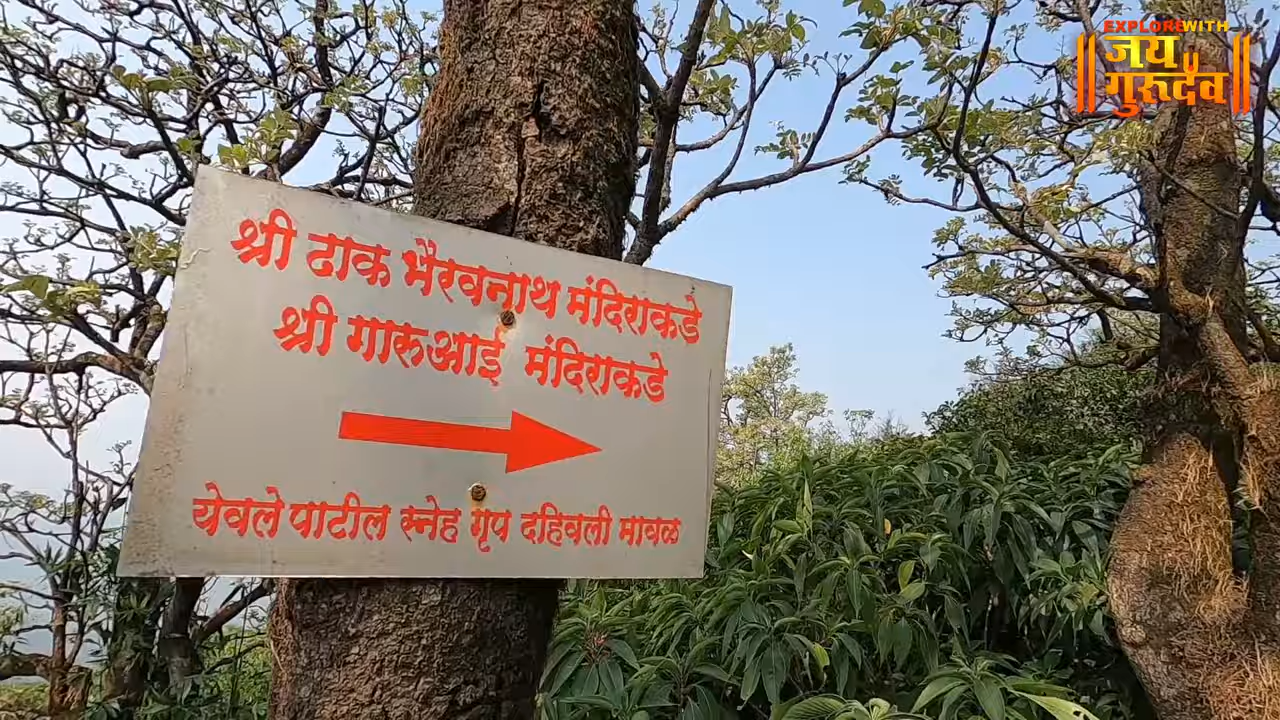 EXPLORE WITH
जय
गुरुदेव
श्री ढाक भैरवनाथ मंदिराकडे
श्री गारुआई मंदिराकडे
येवले पाटील स्नेह गृप दहिवली मावळ